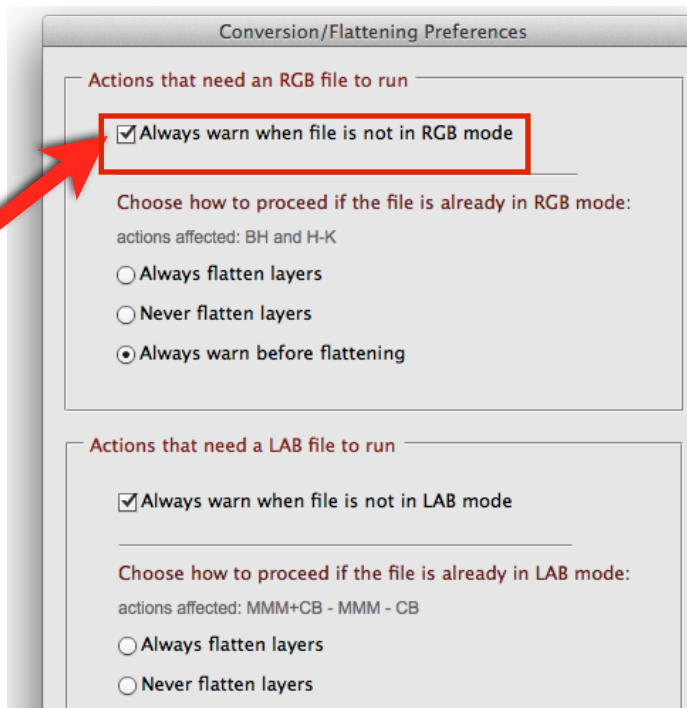 Conversion/Flattening Preferences
Actions that need an RGB file to run
Always warn when file is not in RGB mode
Choose how to proceed if the file is already in RGB mode:
actions affected: BH and H-K
Always flatten layers
Never flatten layers
Always warn before flattening
Actions that need a LAB file to run
Always warn when file is not in LAB mode
Choose how to proceed if the file is already in LAB mode:
actions affected: MMM+CB - MMM - CB
Always flatten layers
Never flatten layers